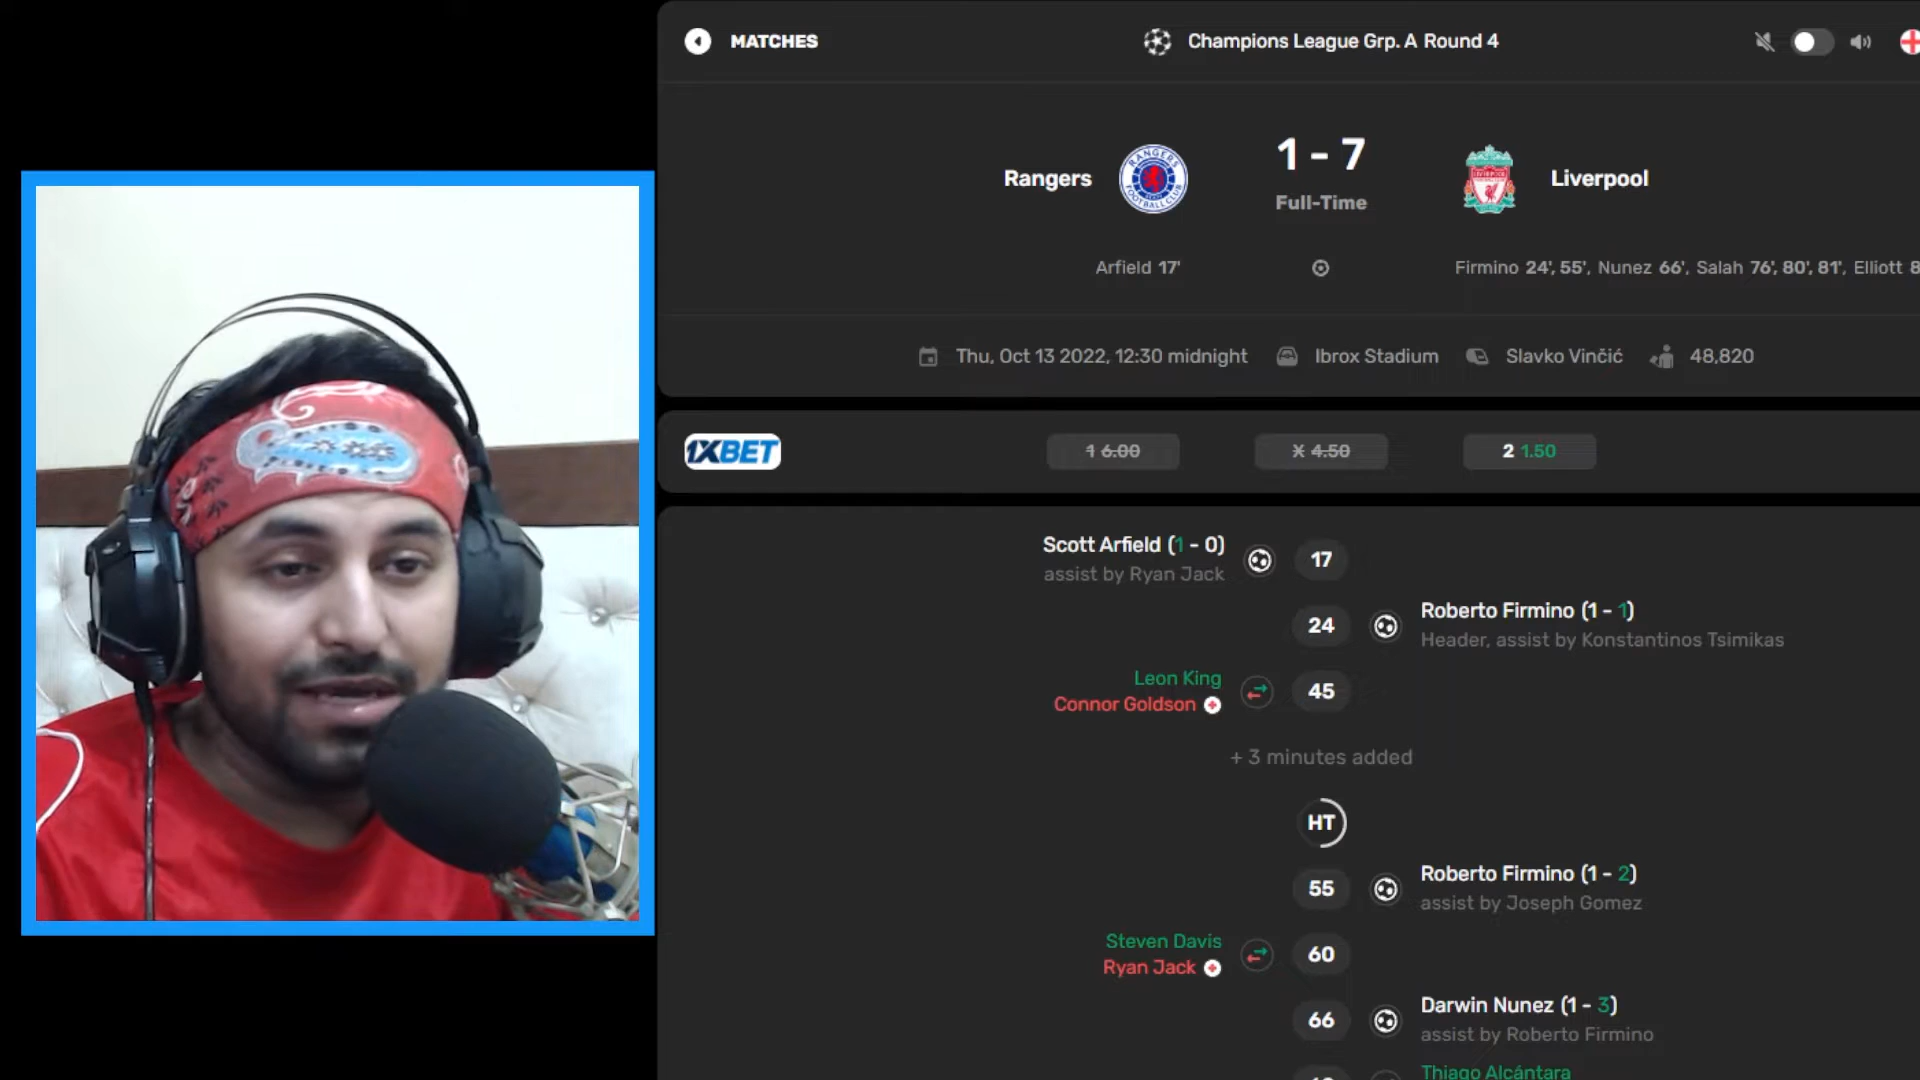 MATCHES
Champions League Grp. A Round 4
Rangers
RANGERS
FOOTBALL CLUB
1 - 7
Full-Time
Liverpool
Arfield 17'
Firmino 24', 55', Nunez 66', Salah 76', 80', 81', Elliott 8
Thu, Oct 13 2022, 12:30 midnight
Ibrox Stadium
Slavko Vinčić
48,820
1XBET
1 6.00
X 4.50
2 1.50
Scott Arfield (1 - 0)
assist by Ryan Jack
17
24
Roberto Firmino (1 - 1)
Header, assist by Konstantinos Tsimikas
Leon King
Connor Goldson
45
+ 3 minutes added
HT
55
Roberto Firmino (1 - 2)
assist by Joseph Gomez
Steven Davis
Ryan Jack
60
66
Darwin Nunez (1 - 3)
assist by Roberto Firmino
Thiago Alcántara